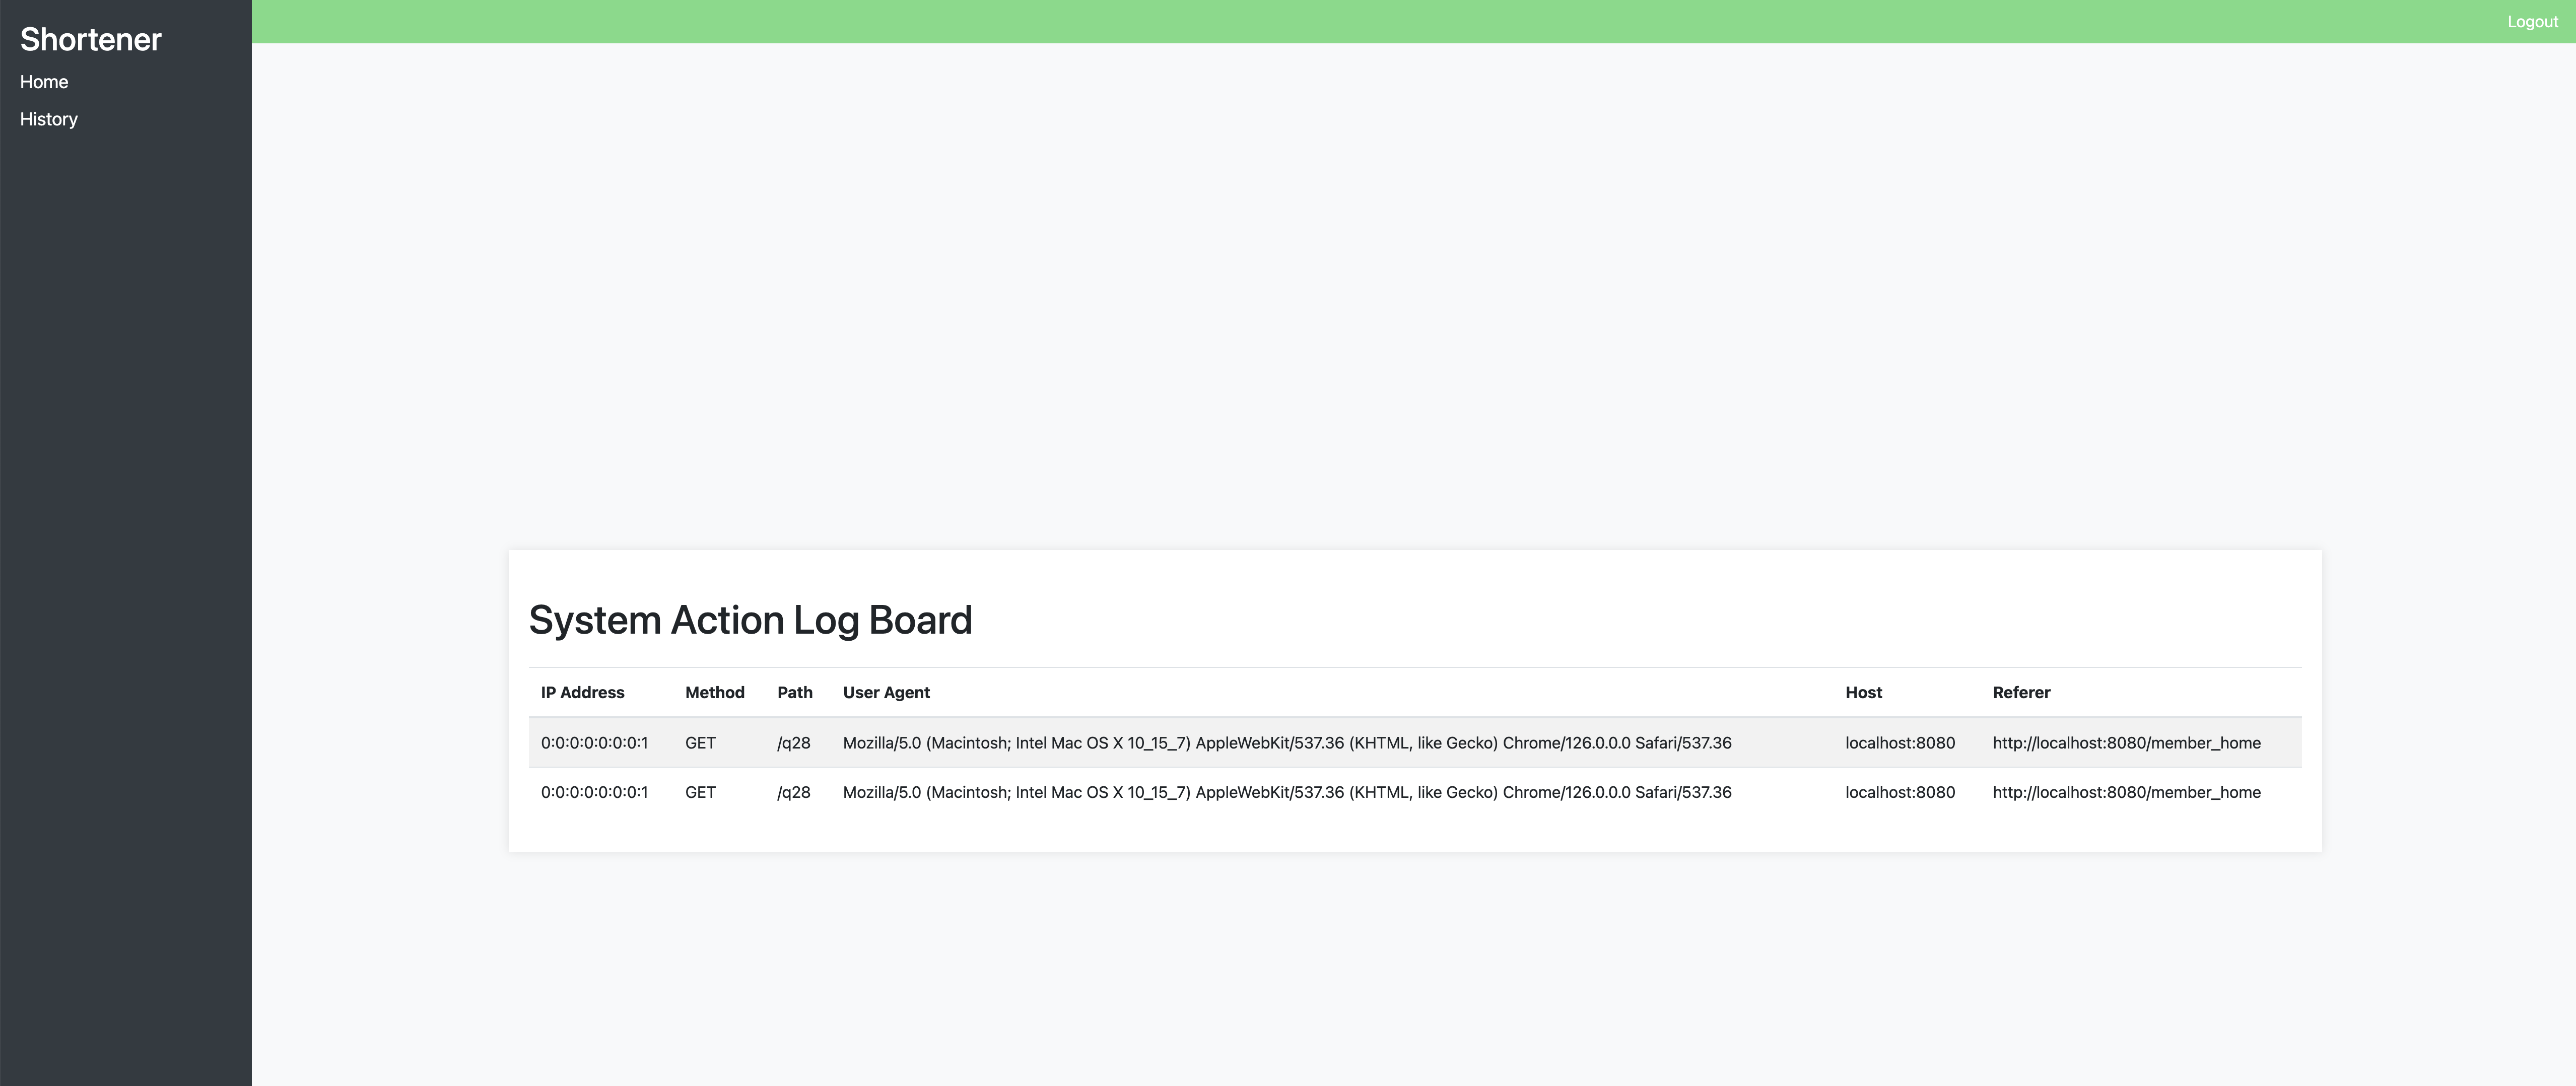 Shortener
Logout
Home
History
System Action Log Board
IP Address Method Path User Agent Host Referer
0:0:0:0:0:0:0:1 GET /q28 Mozilla/5.0 (Macintosh; Intel Mac OS X 10_15_7) AppleWebKit/537.36 (KHTML, like Gecko) Chrome/126.0.0.0 Safari/537.36 localhost:8080 http://localhost:8080/member_home
0:0:0:0:0:0:0:1 GET /q28 Mozilla/5.0 (Macintosh; Intel Mac OS X 10_15_7) AppleWebKit/537.36 (KHTML, like Gecko) Chrome/126.0.0.0 Safari/537.36 localhost:8080 http://localhost:8080/member_home